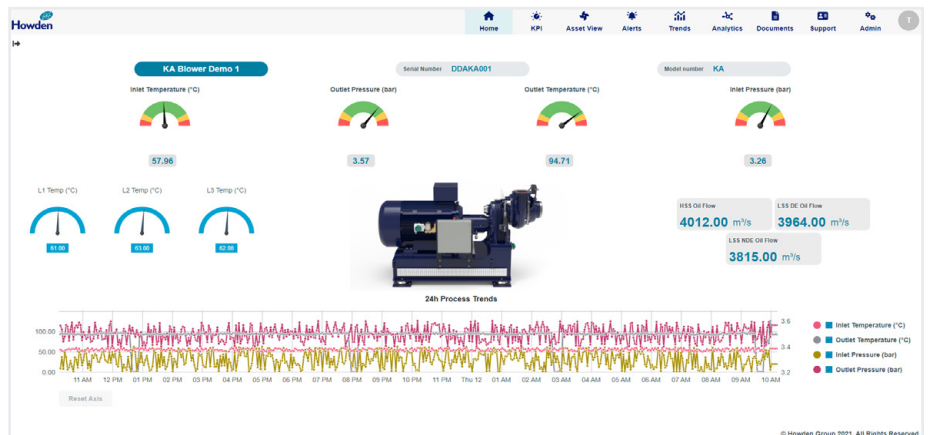 Howden
Home KPI Asset View Alerts Trends Analytics Documents Support Admin T
KA Blower Demo 1 Serial Number DDAKA001 Model number KA
Inlet Temperature (°C) Outlet Pressure (bar) Outlet Temperature (°C) Inlet Pressure (bar)
57.96 3.57 94.71 3.26
L1 Temp (°C) L2 Temp (°C) L3 Temp (°C)
61.00 63.00 62.00
HSS Oil Flow LSS DE Oil Flow
4012.00 m³/s 3964.00 m³/s
LSS NDE Oil Flow
3815.00 m³/s
24h Process Trends
100.00
50.00
0.00
3.6
3.4
3.2
11 AM 12 PM 01 PM 02 PM 03 PM 04 PM 05 PM 06 PM 07 PM 08 PM 09 PM 10 PM 11 PM Thu 12 01 AM 02 AM 03 AM 04 AM 05 AM 06 AM 07 AM 08 AM 09 AM 10 AM
Inlet Temperature (°C)
Outlet Temperature (°C)
Inlet Pressure (bar)
Outlet Pressure (bar)
Reset Axis
© Howden Group 2021. All Rights Reserved